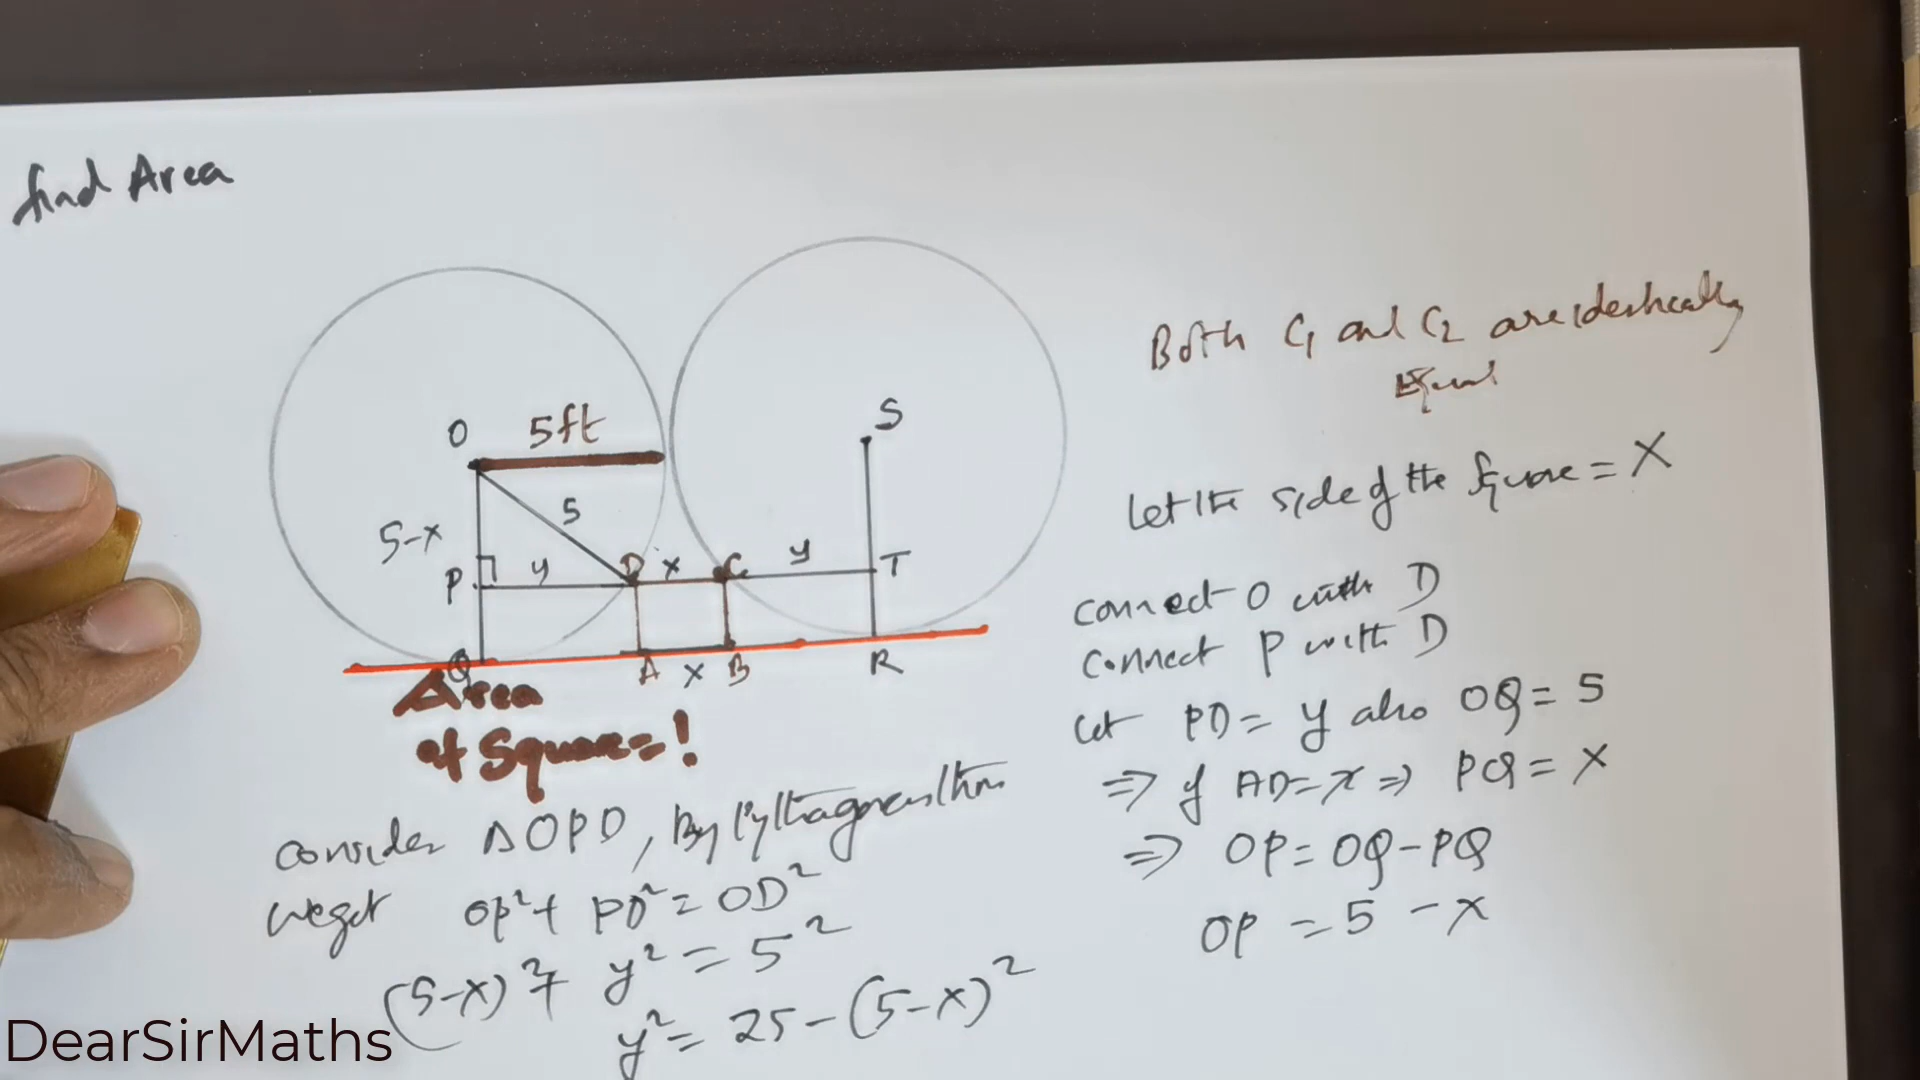 find Area
Both C1 and C2 are identically
Equal
S
O 5ft
Let the side of the Square = X
5
5-x
y D x C y T
P
connect O with D
Connect P with D
Q A x B R
Area
of Square=!
Let PD = y also OQ = 5
⇒ if AD=x ⇒ PQ = X
Consider ΔOPD, By Pythagoras thm
⇒ OP = OQ - PQ
we get OP² + PD² = OD²
OP = 5 - x
(5-x)² + y² = 5²
y² = 25 - (5-x)²
DearSirMaths